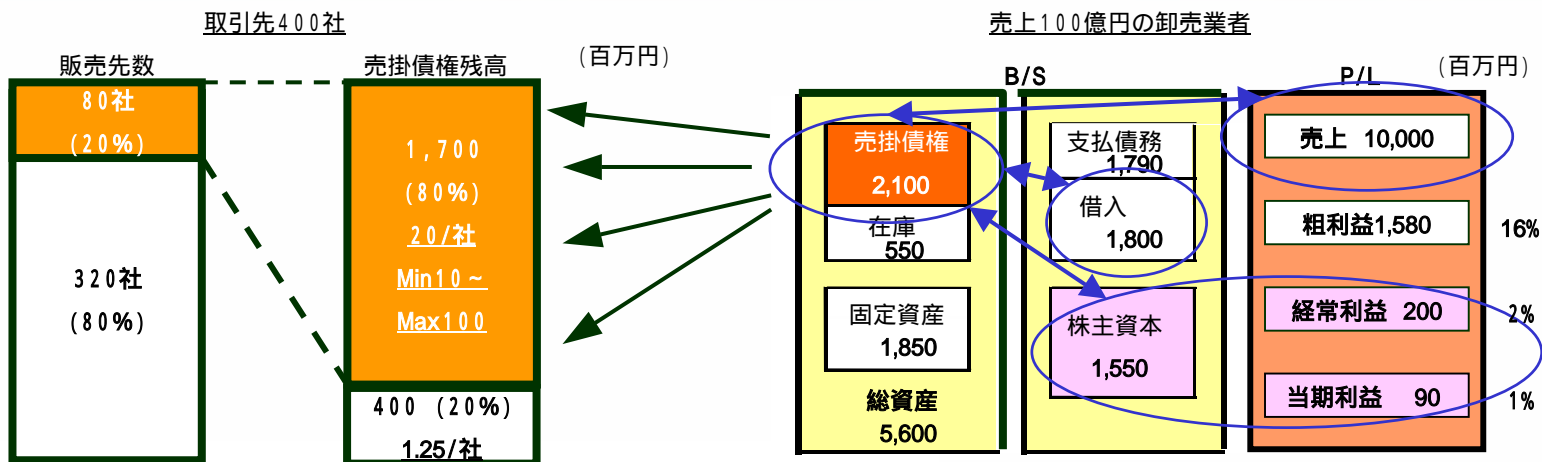 取引先400社
販売先数
売掛債権残高
(百万円)
80社
(20%)
320社
(80%)
1,700
(80%)
20/社
Min10~
Max100
400 (20%)
1.25/社
売上100億円の卸売業者
B/S
P/L
(百万円)
売掛債権
2,100
在庫
550
固定資産
1,850
総資産
5,600
支払債務
1,790
借入
1,800
株主資本
1,550
売上 10,000
粗利益1,580
16%
経常利益 200
2%
当期利益 90
1%